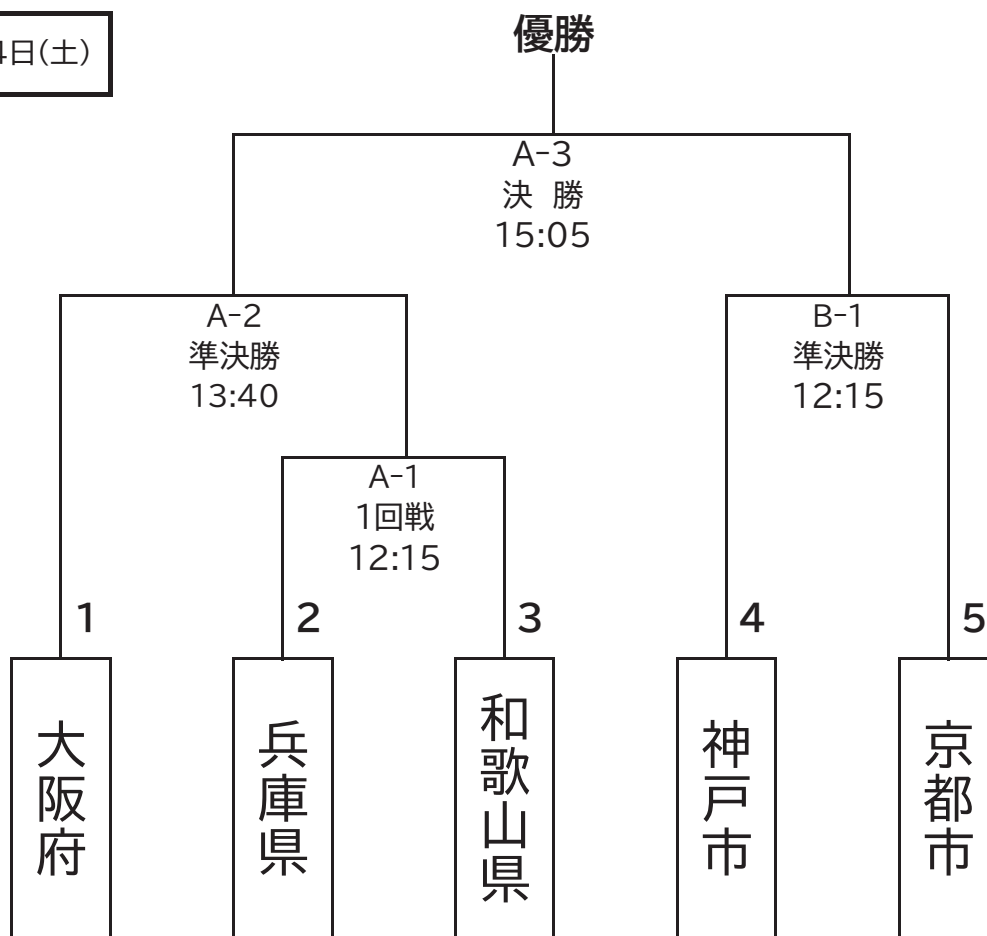 4日(土)
優勝
A-3
決 勝
15:05
A-2
準決勝
13:40
B-1
準決勝
12:15
A-1
1回戦
12:15
1
2
3
4
5
大阪府
兵庫県
和歌山県
神戸市
京都市